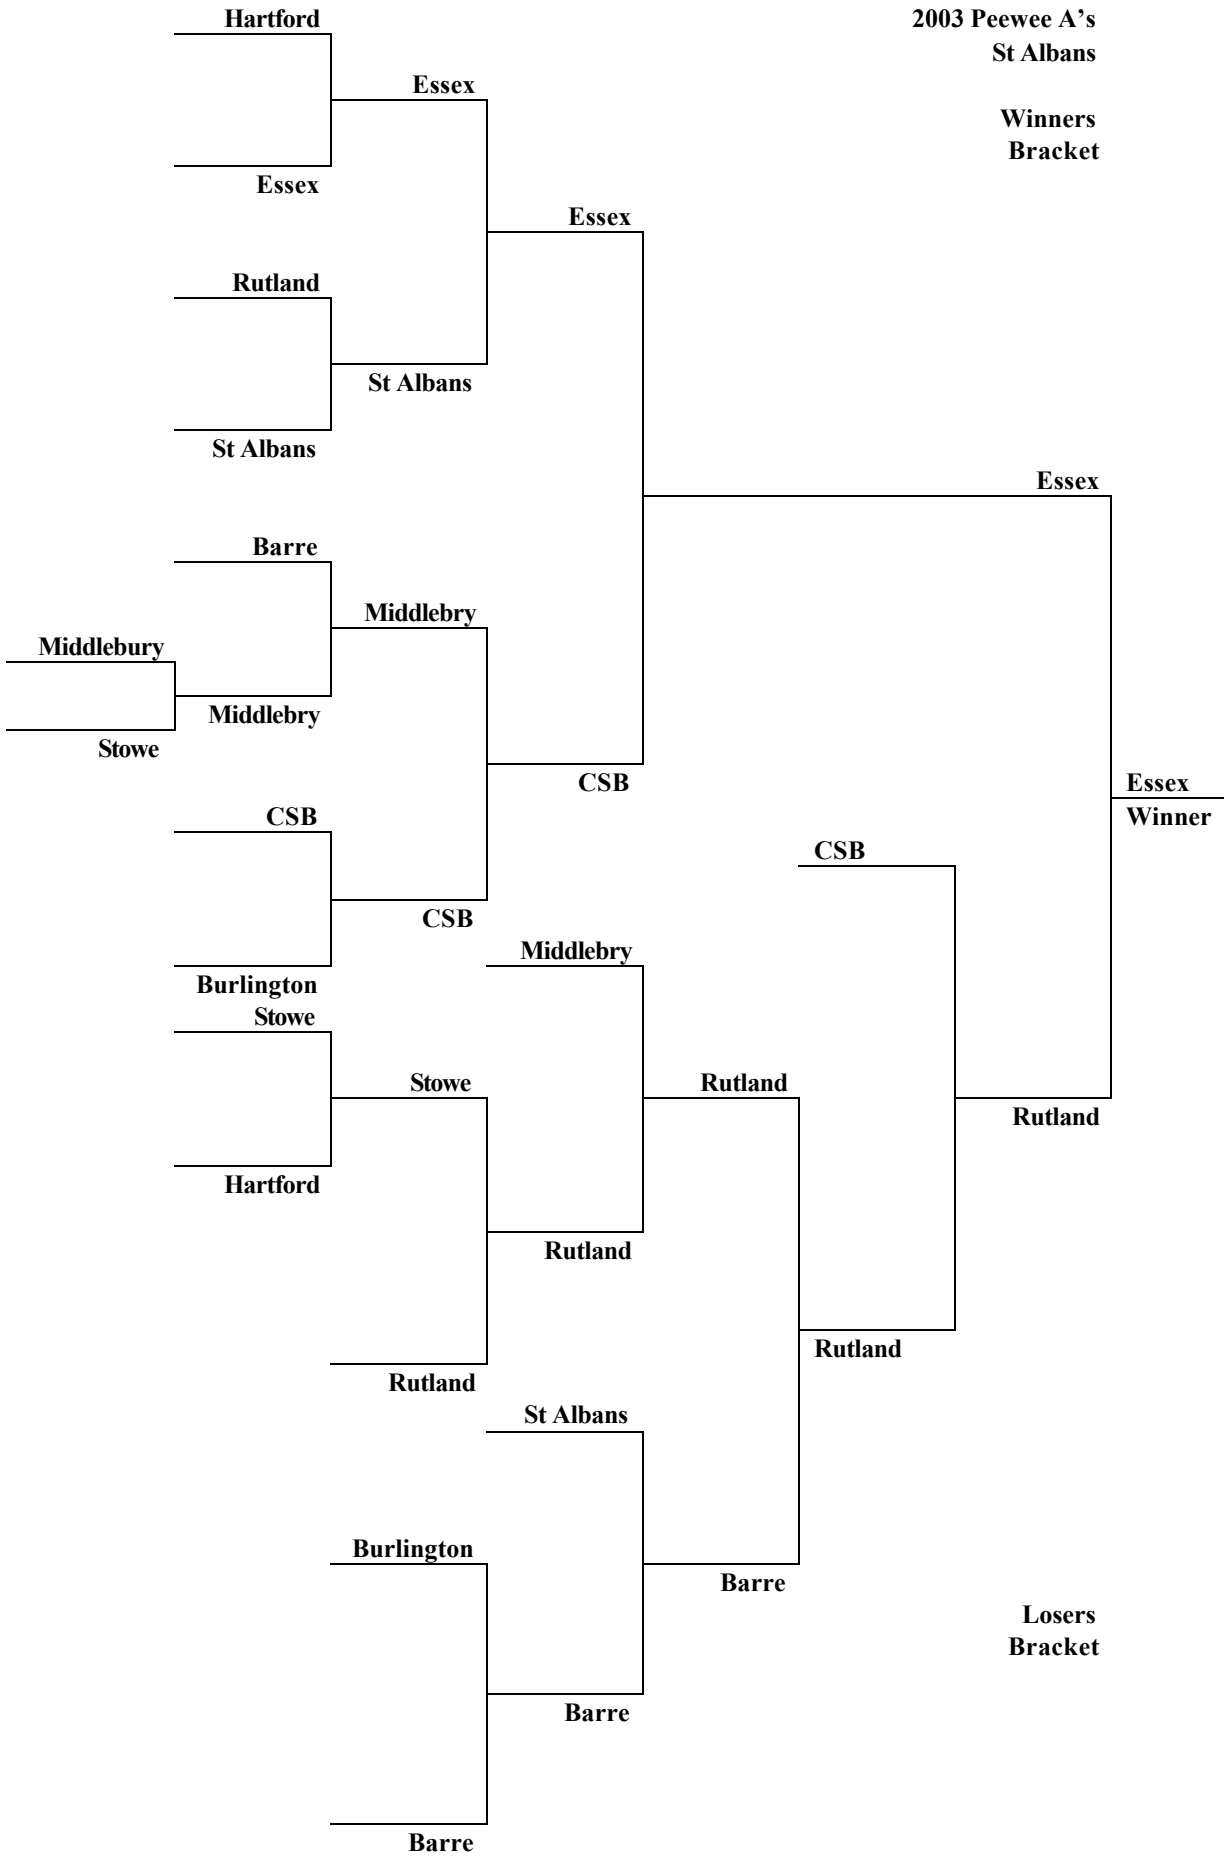 Hartford
2003 Peewee A’s
St Albans
Essex
Winners
Bracket
Essex
Essex
Rutland
St Albans
St Albans
Essex
Barre
Middlebry
Middlebury
Middlebry
Stowe
CSB
Essex
Winner
CSB
CSB
CSB
Middlebry
Burlington
Stowe
Stowe
Rutland
Rutland
Hartford
Rutland
Rutland
Rutland
St Albans
Burlington
Barre
Losers
Bracket
Barre
Barre